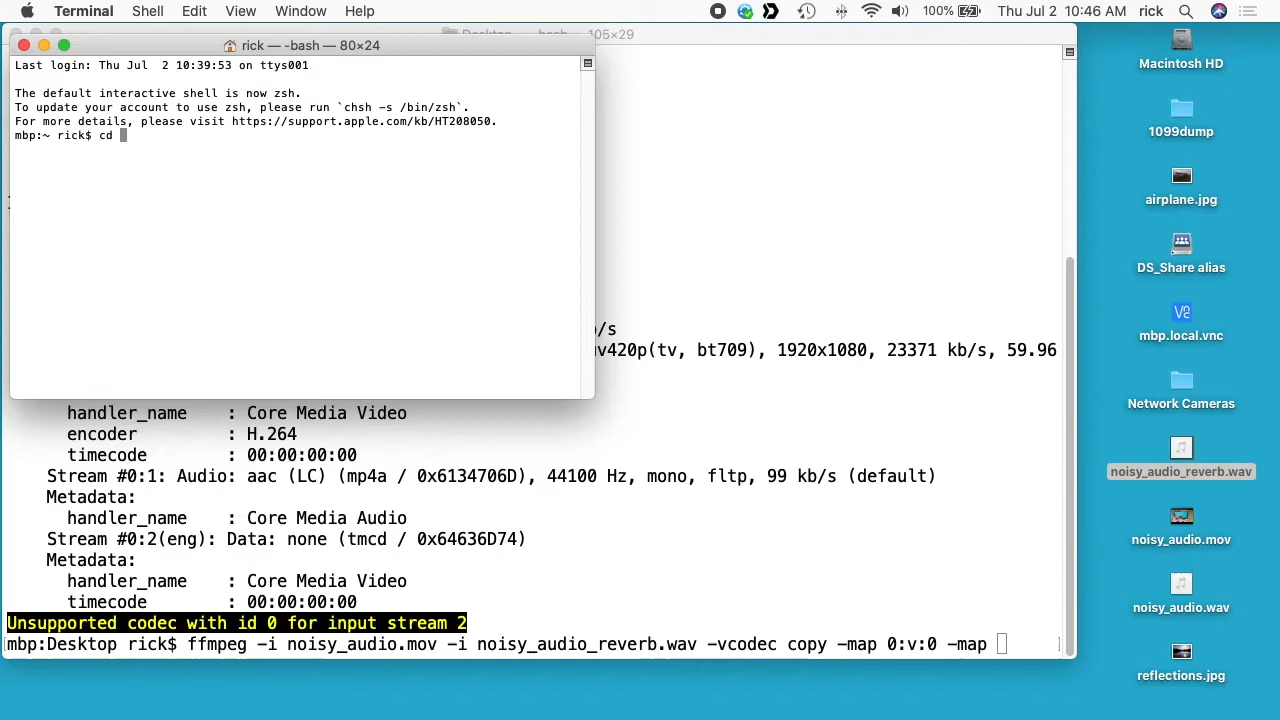 Terminal Shell Edit View Window Help 100% Thu Jul 2 10:46 AM rick
Desktop — -bash — 105×29
rick — -bash — 80×24
Last login: Thu Jul  2 10:39:53 on ttys001
The default interactive shell is now zsh.
To update your account to use zsh, please run `chsh -s /bin/zsh`.
For more details, please visit https://support.apple.com/kb/HT208050.
mbp:~ rick$ cd
/s
v420p(tv, bt709), 1920x1080, 23371 kb/s, 59.96
handler_name : Core Media Video
encoder : H.264
timecode : 00:00:00:00
Stream #0:1: Audio: aac (LC) (mp4a / 0x6134706D), 44100 Hz, mono, fltp, 99 kb/s (default)
Metadata:
handler_name : Core Media Audio
Stream #0:2(eng): Data: none (tmcd / 0x64636D74)
Metadata:
handler_name : Core Media Video
timecode : 00:00:00:00
Unsupported codec with id 0 for input stream 2
[mbp:Desktop rick$ ffmpeg -i noisy_audio.mov -i noisy_audio_reverb.wav -vcodec copy -map 0:v:0 -map ]
Macintosh HD
1099dump
airplane.jpg
DS_Share alias
mbp.local.vnc
Network Cameras
noisy_audio_reverb.wav
noisy_audio.mov
noisy_audio.wav
reflections.jpg